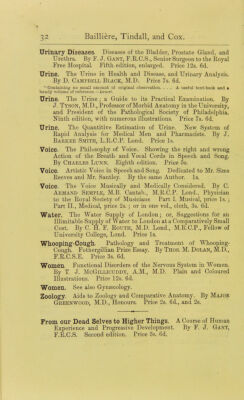 32 Baillière, Tindall, and Cox.
Urinary Diseases. Diseases of the Bladder, Prostate Gland, and
Urethra. By F. J. GANT, F.R.C.S., Senior Surgeon to the Royal
Free Hospital. Fifth edition, enlarged. Price 12s. 6d.
Urine. The Urine in Health and Disease, and Urinary Analysis.
By D. CAMPBELL BLACK, M.D. Price 7s. 6d.
"Containing no small amount of original observation. . . . A useful text-book and a
handy volume of reference.—Lancet.
Urine. The Urine; a Guide to its Practical Examination. By
J. TYSON, M.D., Professor of Morbid Anatomy in the University,
and President of the Pathological Society of Philadelphia.
Ninth edition, with numerous illustrations. Price 7s. 6d.
Urine. The Quantitive Estimation of Urine. New System of
Rapid Analysis for Medical Men and Pharmacists. By J.
BARKER SMITH, L.R.C.P. Lond. Price 1s.
Voice. The Philosophy of Voice. Showing the right and wrong
Action of the Breath and Vocal Cords in Speech and Song.
By CHARLES LUNN. Eighth edition. Price 6s.
Voice. Artistic Voice in Speech and Song. Dedicated to Mr. Sims
Reeves and Mr. Santley. By the same Author. 1s.
Voice. The Voice Musically and Medically Considered. By C.
ARMAND SEMPLE, M.B. Cantab., M.R.C.P. Lond., Physician
to the Royal Society of Musicians Part I. Musical, price 1s.;
Part II., Medical, price 2s.; or in one vol., cloth, 3s. 6d.
Water. The Water Supply of London; or, Suggestions for an
Illimitable Supply of Water to London at a Comparatively Small
Cost. By C. H. F. ROUTH, M.D. Lond., M.R.C.P., Fellow of
University College, Lond. Price 1s.
Whooping-Cough. Pathology and Treatment of Whooping-
Cough. Fothergillian Prize Essay. By THOS. M. DOLAN, M.D.,
F.R.C.S.E. Price 3s. 6d.
Women. Functional Disorders of the Nervous System in Women.
By T. J. McGILLICUDDY, A.M., M.D. Plain and Coloured
Illustrations. Price 12s. 6d.
Women. See also Gynæcology.
Zoology. Aids to Zoology and Comparative Anatomy. By MAJOR
GREENWOOD, M.D., Honours. Price 2s. 6d., and 2s.
From our Dead Selves to Higher Things. A Course of Human
Experience and Progressive Development. By F. J. GANT,
F.R.C.S. Second edition. Price 3s. 6d.